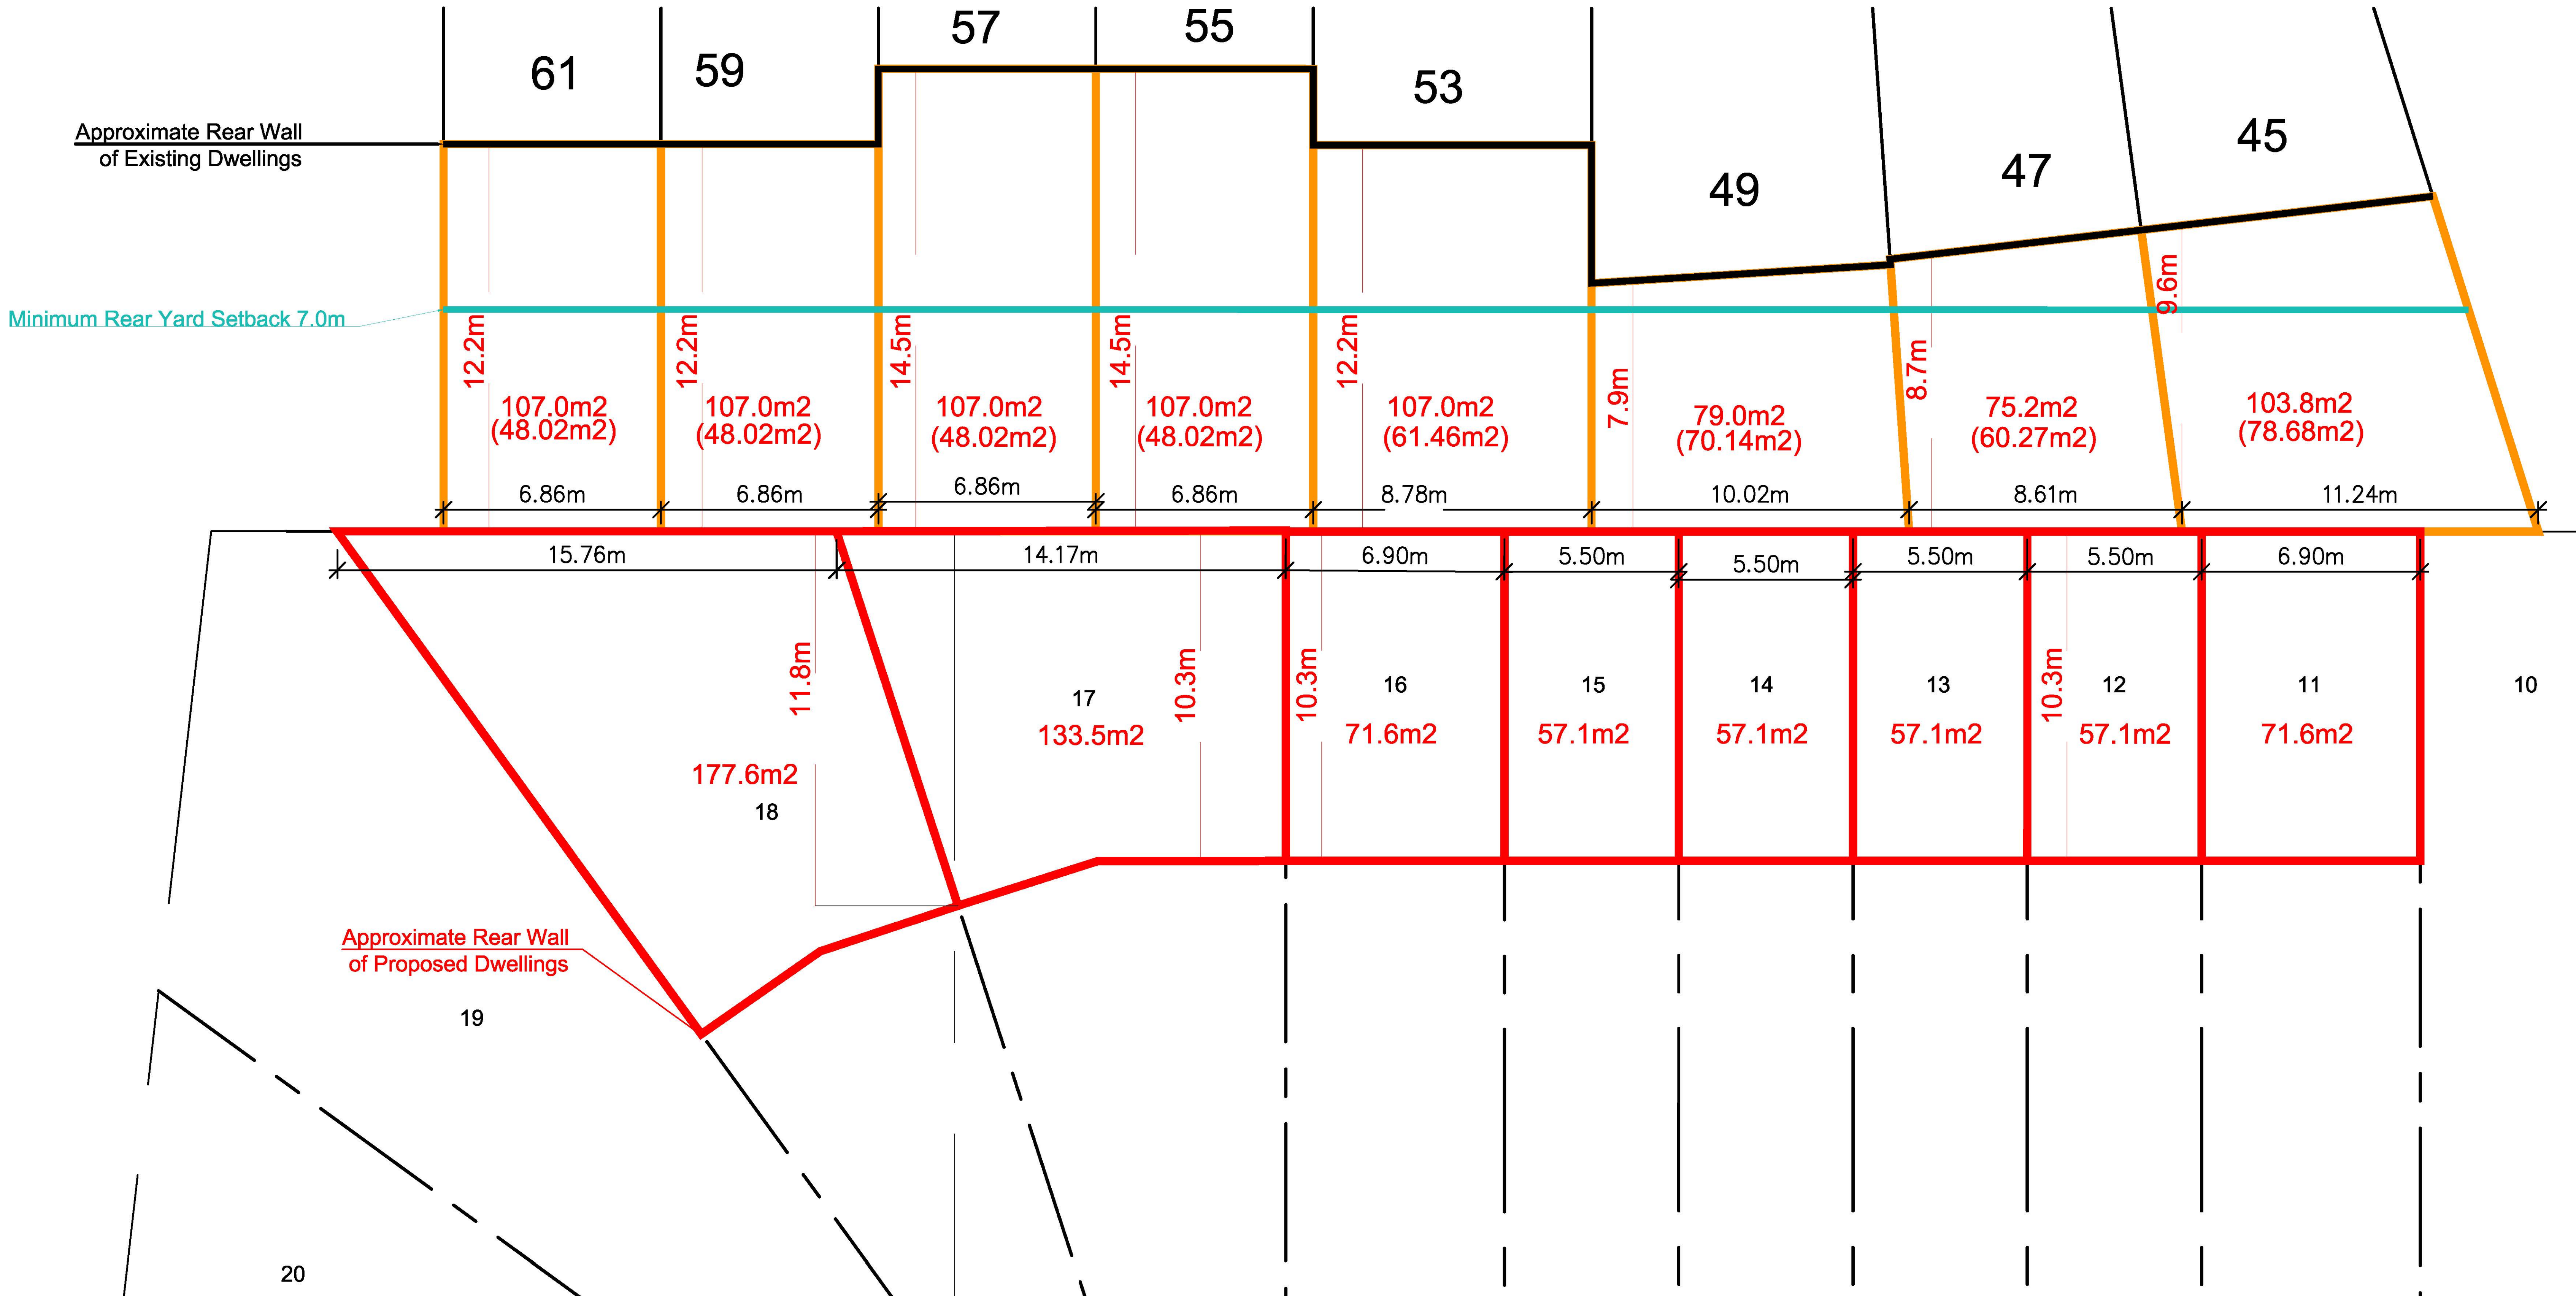 57
55
61
59
53
45
47
49
Approximate Rear Wall
of Existing Dwellings
Minimum Rear Yard Setback 7.0m
12.2m
12.2m
14.5m
14.5m
12.2m
7.9m
8.7m
9.6m
107.0m2
(48.02m2)
107.0m2
(48.02m2)
107.0m2
(48.02m2)
107.0m2
(48.02m2)
107.0m2
(61.46m2)
79.0m2
(70.14m2)
75.2m2
(60.27m2)
103.8m2
(78.68m2)
6.86m
6.86m
6.86m
6.86m
8.78m
10.02m
8.61m
11.24m
15.76m
14.17m
6.90m
5.50m
5.50m
5.50m
5.50m
6.90m
11.8m
10.3m
10.3m
10.3m
17
133.5m2
16
71.6m2
15
57.1m2
14
57.1m2
13
57.1m2
12
57.1m2
11
71.6m2
10
177.6m2
18
Approximate Rear Wall
of Proposed Dwellings
19
20